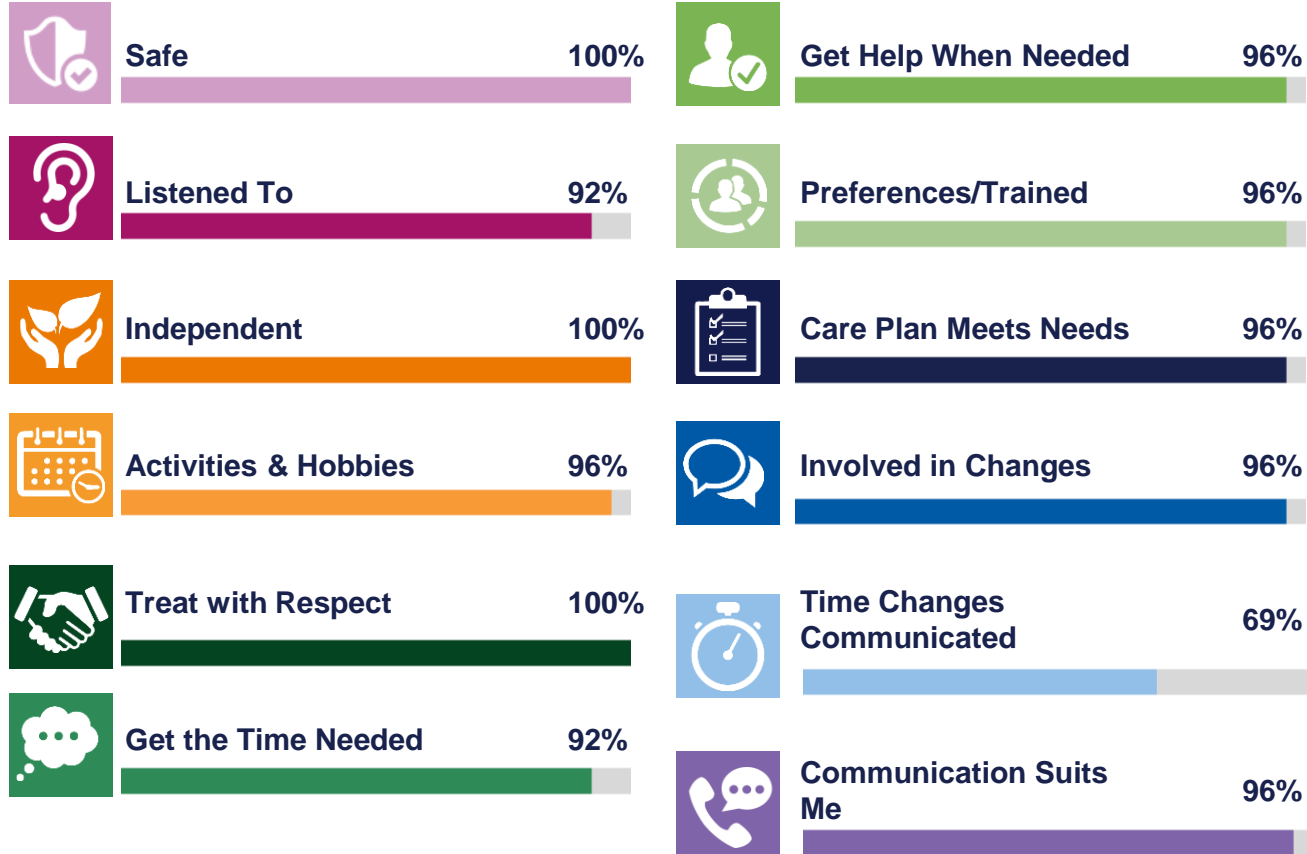 Safe 100%
Listened To 92%
Independent 100%
Activities & Hobbies 96%
Treat with Respect 100%
Get the Time Needed 92%
Get Help When Needed 96%
Preferences/Trained 96%
Care Plan Meets Needs 96%
Involved in Changes 96%
Time Changes
Communicated 69%
Communication Suits
Me 96%